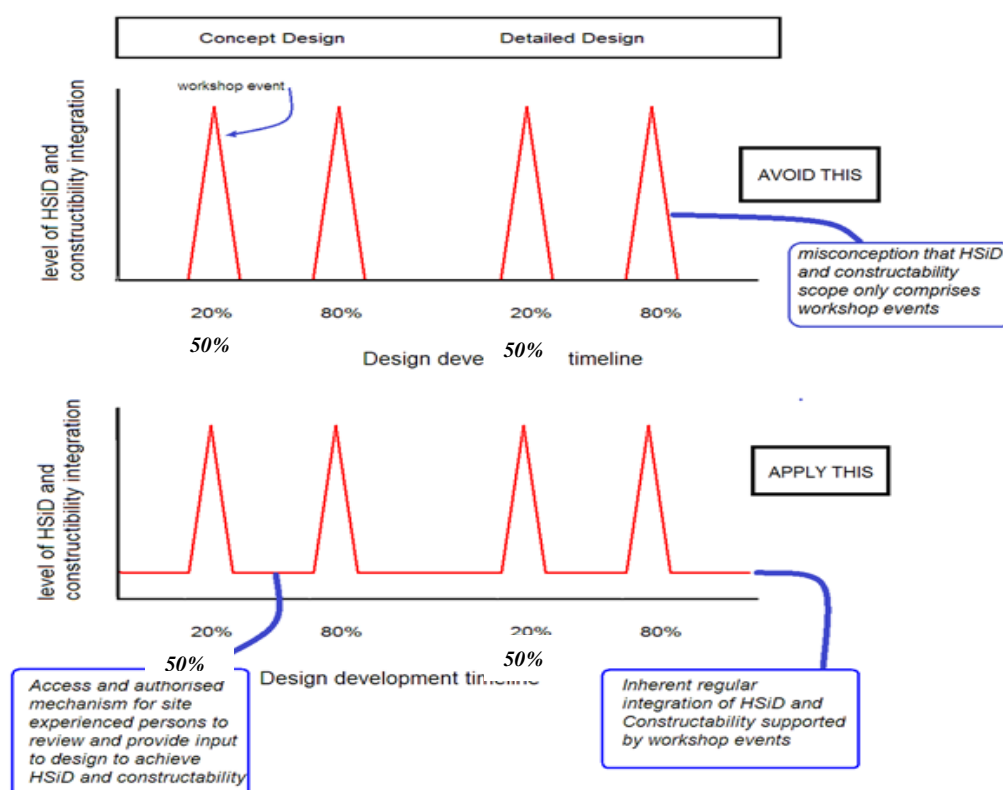 Concept Design
Detailed Design
workshop event
level of HSiD and
constructibility integration
AVOID THIS
misconception that HSiD
and constructability
scope only comprises
workshop events
20%
80%
20%
80%
50%
50%
Design deve
timeline
level of HSiD and
constructibility integration
APPLY THIS
20%
80%
20%
80%
50%
50%
Design development timeline
Access and authorised
mechanism for site
experienced persons to
review and provide input
to design to achieve
HSiD and constructability
Inherent regular
integration of HSiD and
Constructability supported
by workshop events